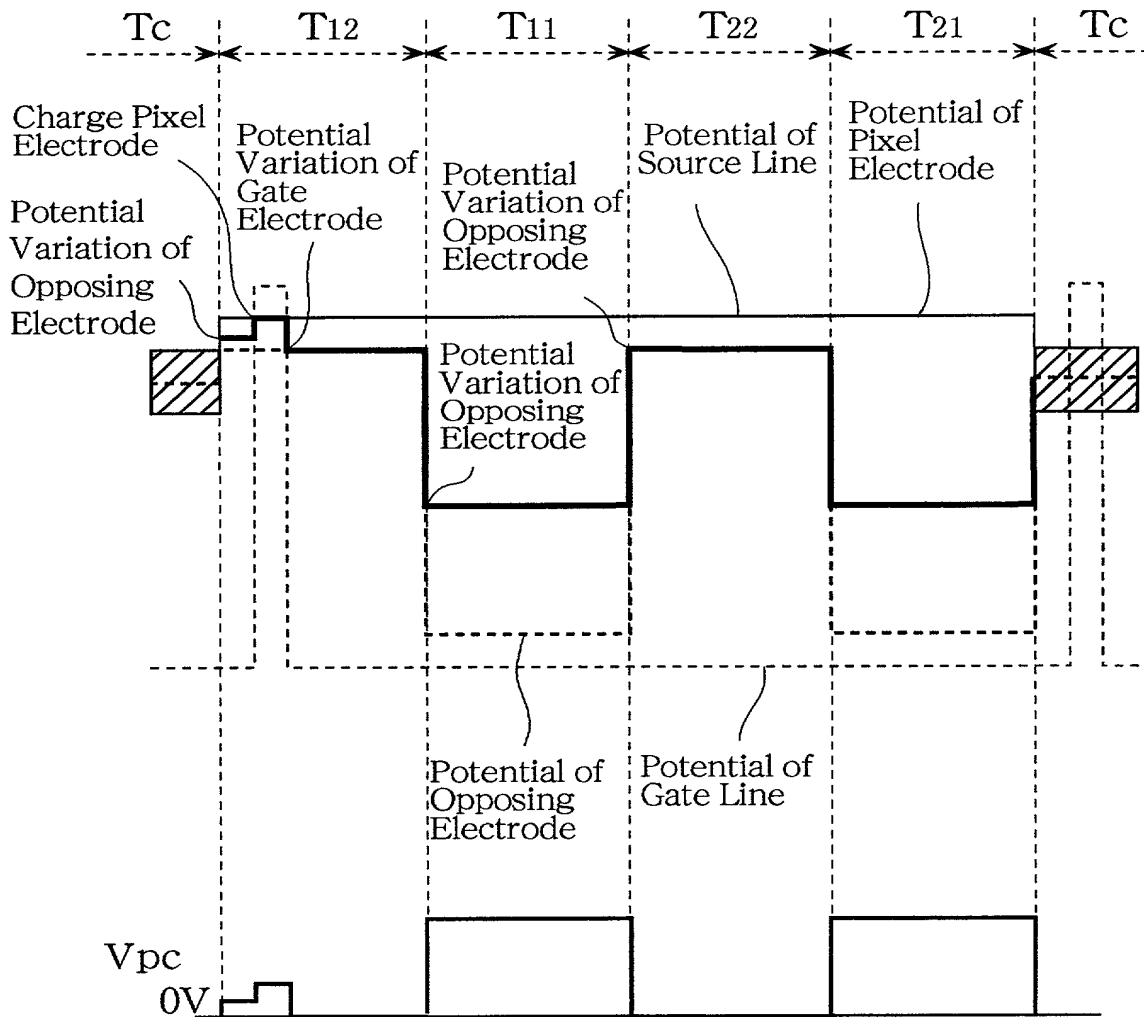 Tc T12 T11 T22 T21 Tc
Charge Pixel
Electrode
Potential
Variation of
Gate
Electrode
Potential
Variation of
Opposing
Electrode
Potential of
Source Line
Potential of
Pixel
Electrode
Potential
Variation of
Opposing
Electrode
Potential
Variation of
Opposing
Electrode
Potential of
Opposing
Electrode
Potential of
Gate Line
Vpc
0V